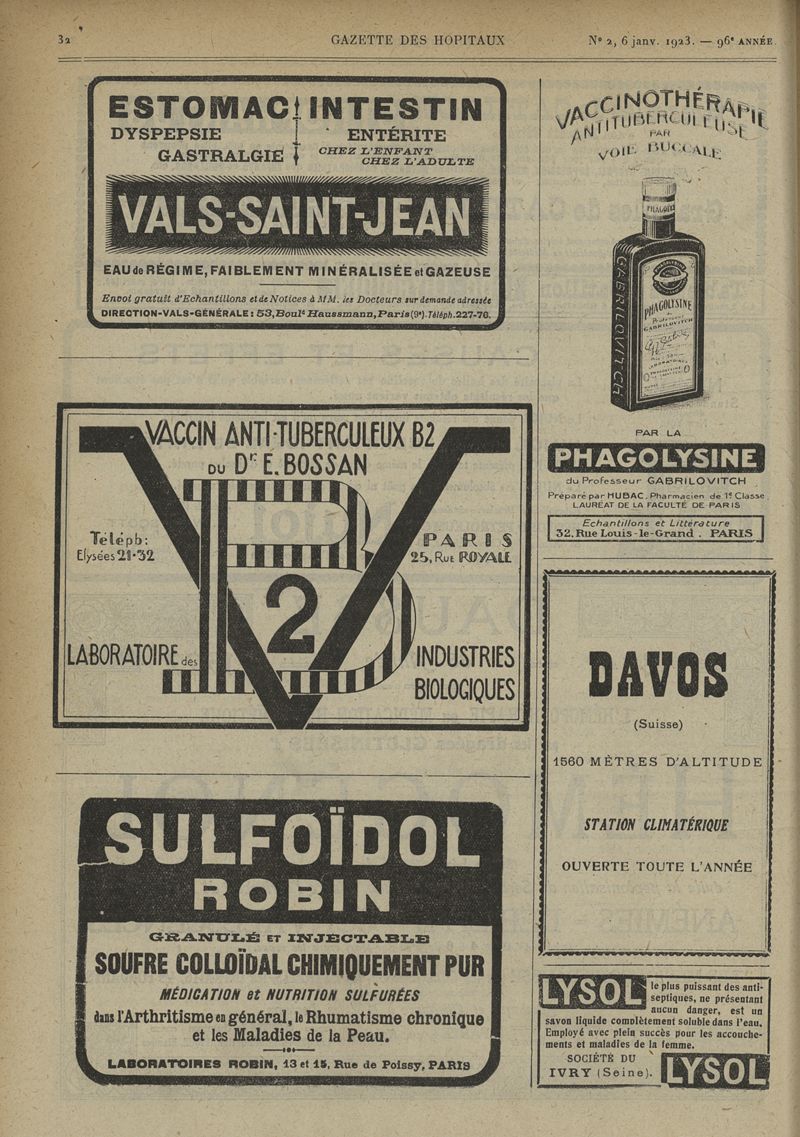 32
GAZETTE DES HOPITAUX
Nº 2, 6 janv. 1923. — 96e ANNÉE
ESTOMAC INTESTIN
DYSPEPSIE ENTÉRITE
GASTRALGIE CHEZ L'ENFANT
CHEZ L'ADULTE
VALS-SAINT-JEAN
EAU de RÉGIME, FAIBLEMENT MINÉRALISÉE et GAZEUSE
Envoi gratuit d'Echantillons et de Notices à MM. les Docteurs sur demande adressée
DIRECTION-VALS-GÉNÉRALE: 53, Boulᵈ Haussmann, Paris (9ᵉ). Téléph. 227-76.
VACCIN ANTI-TUBERCULEUX B2
DU Dr E. BOSSAN
Téléph:
Elysées 21-32
PARIS
25, Rue ROYALE
BV
2
LABORATOIRE des
INDUSTRIES
BIOLOGIQUES
SULFOÏDOL
ROBIN
GRANULÉ ET INJECTABLE
SOUFRE COLLOÏDAL CHIMIQUEMENT PUR
MÉDICATION et NUTRITION SULFURÉES
dans l'Arthritisme en général, le Rhumatisme chronique
et les Maladies de la Peau.
LABORATOIRES ROBIN, 13 et 15, Rue de Poissy, PARIS
VACCINOTHÉRAPIE
ANTITUBERCULEUSE
PAR
VOIE BUCCALE
PHAGOLYSINE
GABRILOVITCH
GABRILOVITCH
PAR LA
PHAGOLYSINE
du Professeur GABRILOVITCH
Préparé par HUBAC, Pharmacien de 1e Classe
LAURÉAT DE LA FACULTÉ DE PARIS
Echantillons et Littérature
32, Rue Louis-le-Grand. PARIS
DAVOS
(Suisse)
1560 MÈTRES D'ALTITUDE
STATION CLIMATÉRIQUE
OUVERTE TOUTE L'ANNÉE
LYSOL le plus puissant des anti-
septiques, ne présentant
aucun danger, est un
savon liquide complètement soluble dans l'eau.
Employé avec plein succès pour les accouche-
ments et maladies de la femme.
SOCIÉTÉ DU
IVRY (Seine). LYSOL